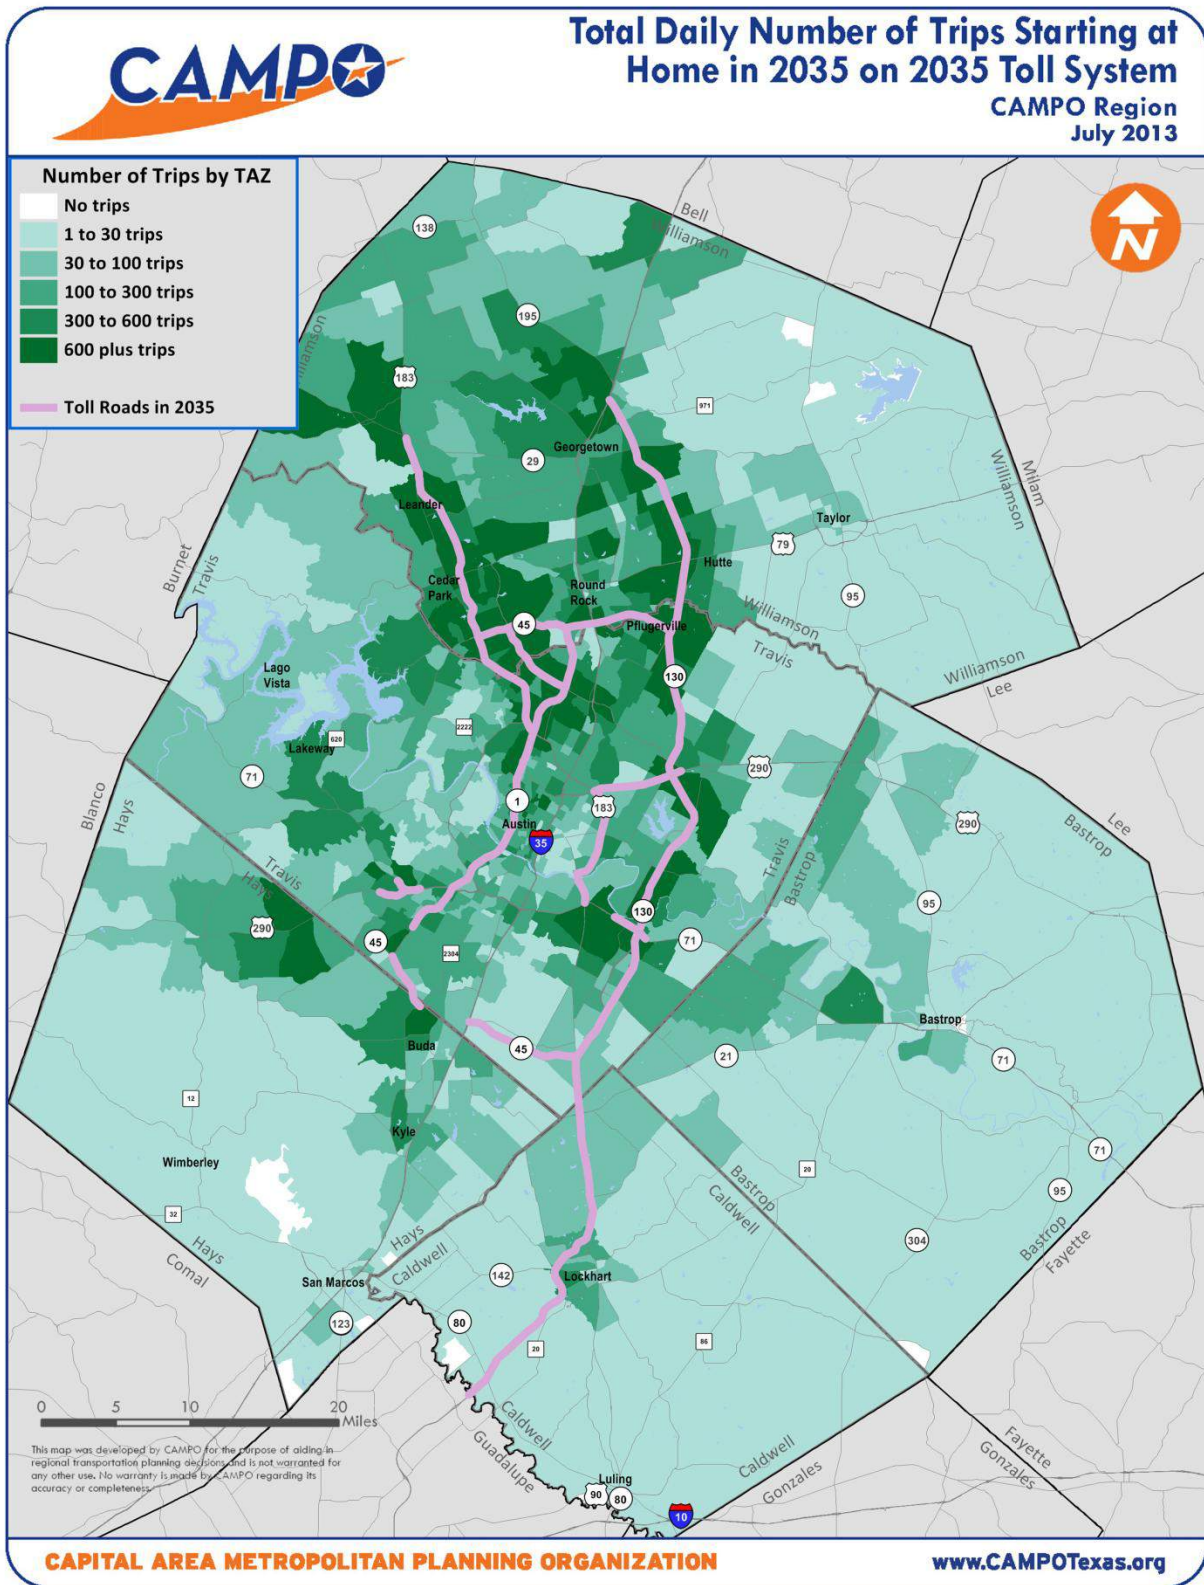 CAMPO
Total Daily Number of Trips Starting at
Home in 2035 on 2035 Toll System
CAMPO Region
July 2013
Number of Trips by TAZ
No trips
1 to 30 trips
30 to 100 trips
100 to 300 trips
300 to 600 trips
600 plus trips
Toll Roads in 2035
N
138
Bell
Williamson
195
Williamson
183
971
Georgetown
29
Milam
Williamson
Leander
Taylor
79
Hutte
Burnet
Travis
Cedar
Park
Round
Rock
95
45
Pflugerville
Williamson
Travis
Williamson
Lee
Lago
Vista
130
2222
620
Lakeway
71
290
1
183
Austin
35
290
Blanco
Hays
Lee
Bastrop
Travis
Hays
Travis
Bastrop
95
290
130
45
71
2304
Bastrop
Buda
45
21
71
12
Kyle
Wimberley
20
71
95
32
Bastrop
Caldwell
304
Bastrop
Fayette
Hays
Comal
Hays
Caldwell
San Marcos
142
Lockhart
123
80
20
86
0 5 10 20
Miles
This map was developed by CAMPO for the purpose of aiding in
regional transportation planning decisions and is not warranted for
any other use. No warranty is made by CAMPO regarding its
accuracy or completeness.
Caldwell
Guadalupe
Caldwell
Gonzales
Fayette
Gonzales
Luling
90
80
10
CAPITAL AREA METROPOLITAN PLANNING ORGANIZATION
www.CAMPOTexas.org